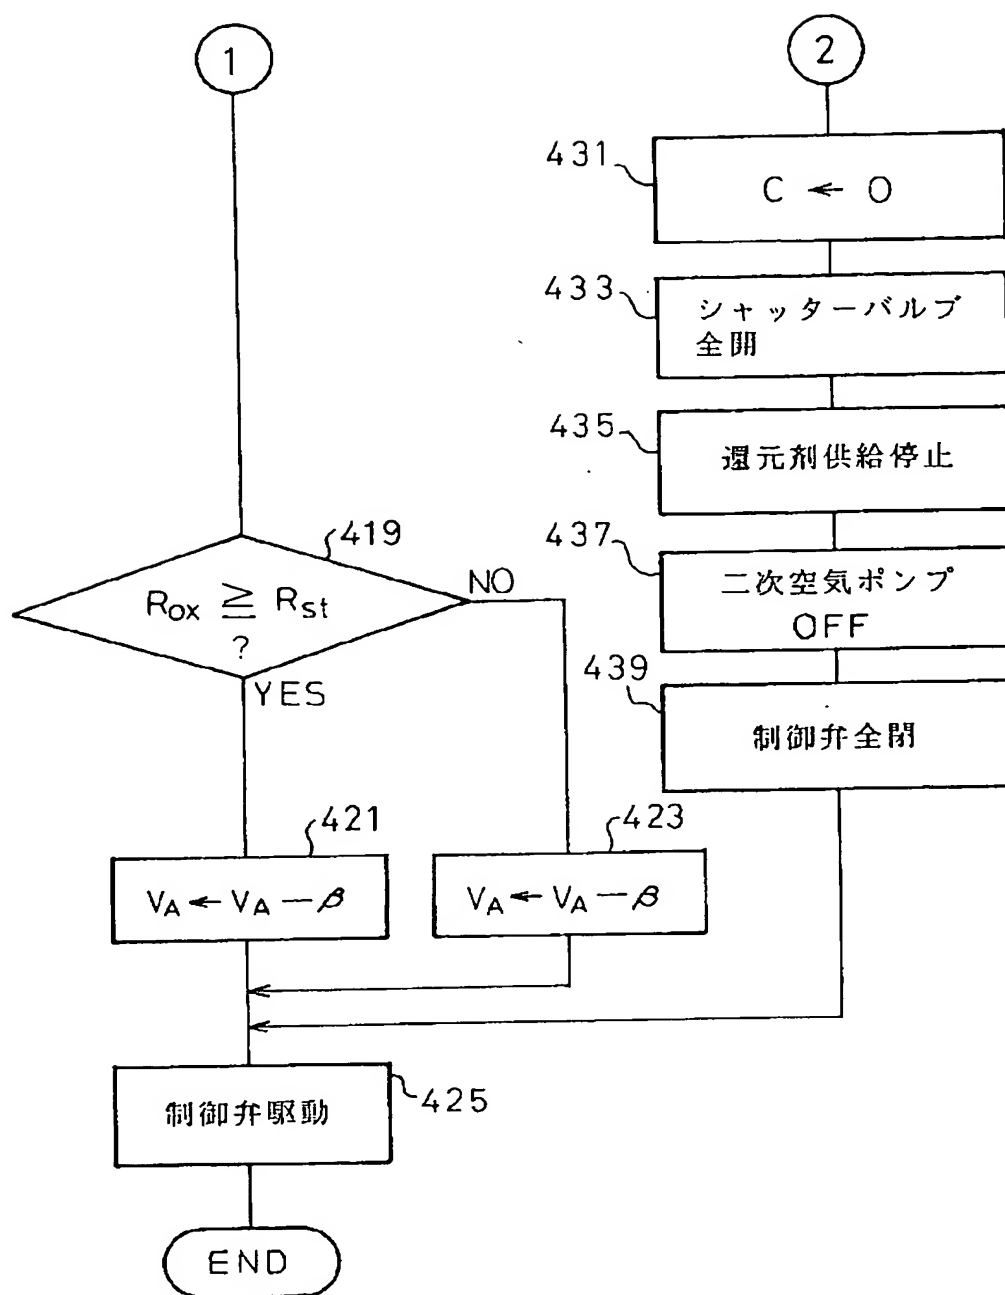 1
2
431
C ← O
433
シャッターバルブ
全開
435
還元剤供給停止
437
二次空気ポンプ
OFF
439
制御弁全閉
419
Rox ≧ Rst
?
NO
YES
421
VA ← VA − β
423
VA ← VA − β
制御弁駆動
425
END